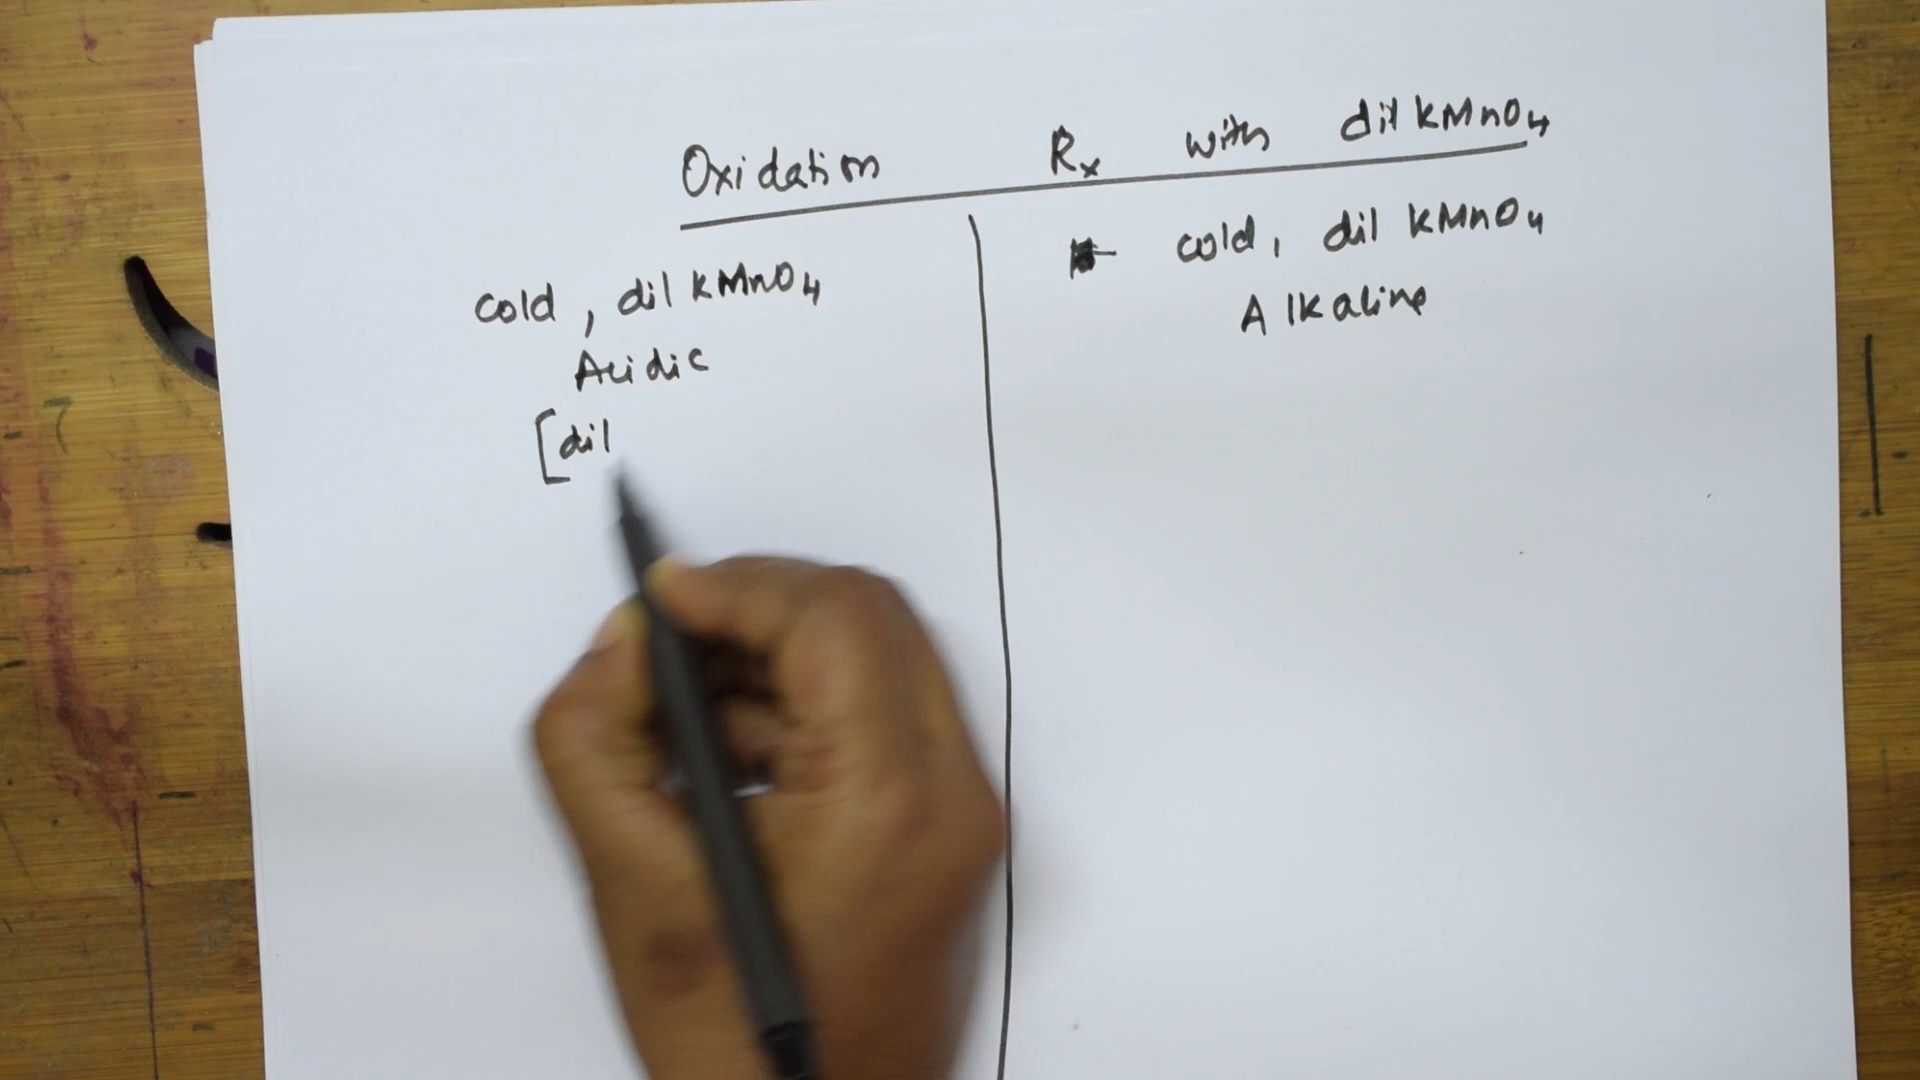 Oxidation Rx with dil KMnO4
cold, dil KMnO4
Acidic
[dil
cold, dil KMnO4
Alkaline